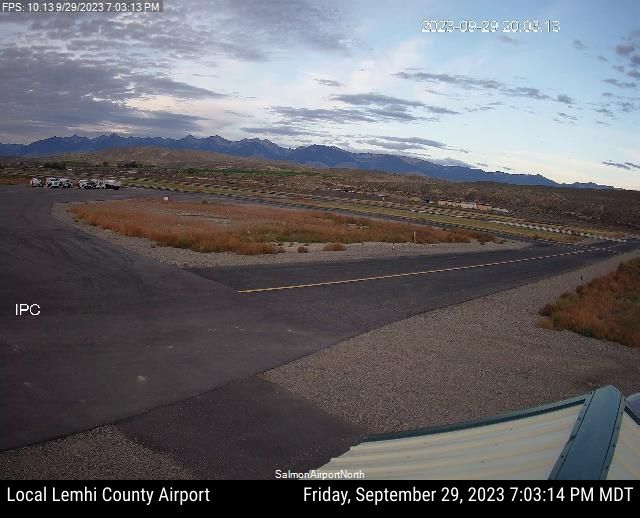 FPS: 10.13 9/29/2023 7:03:13 PM
2023-09-29 20:03:13
IPC
SalmonAirportNorth
Local Lemhi County Airport Friday, September 29, 2023 7:03:14 PM MDT